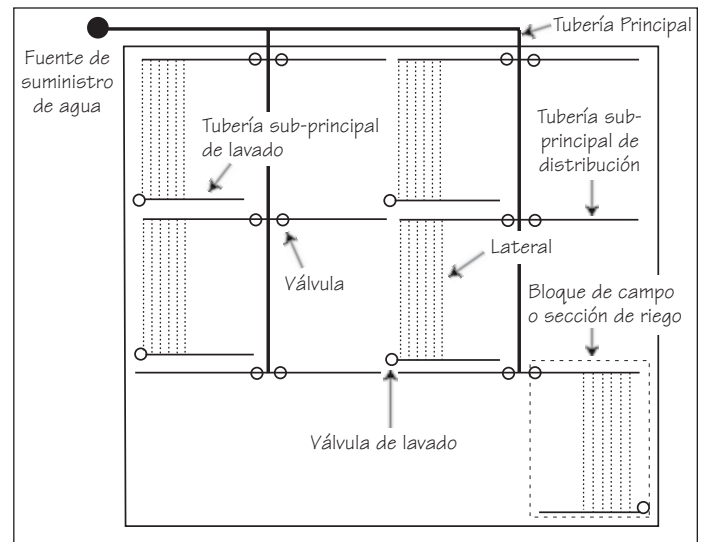 Tubería Principal
Fuente de
suministro
de agua
Tubería sub-principal
de lavado
Tubería sub-
principal de
distribución
Lateral
Válvula
Bloque de campo
o sección de riego
Válvula de lavado